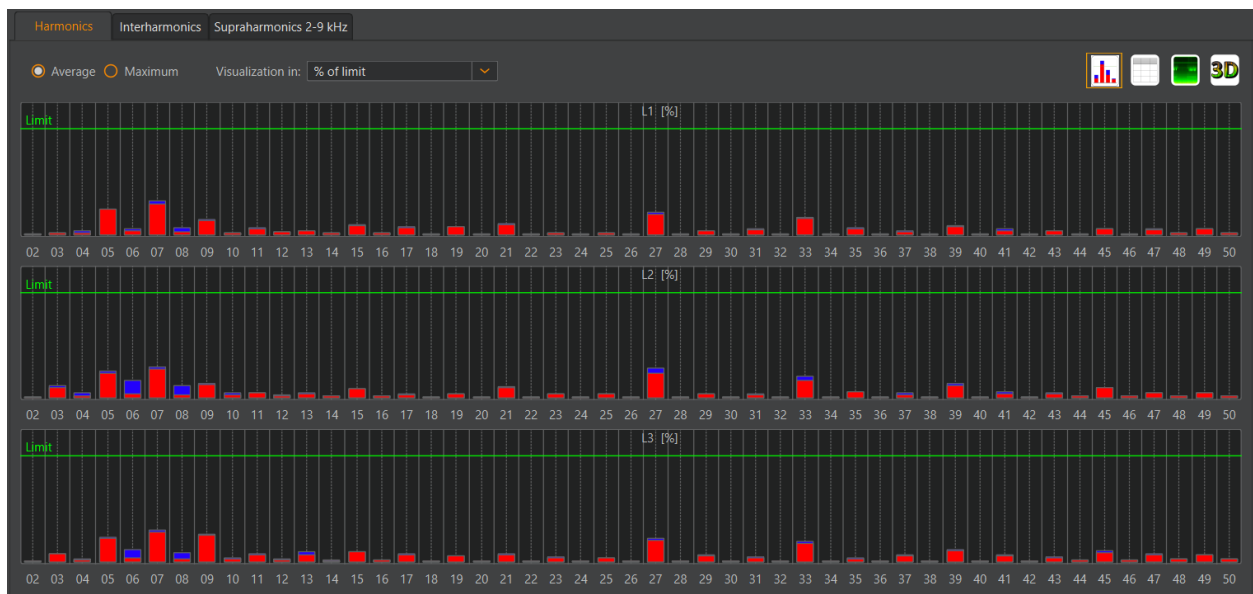 Harmonics Interharmonics Supraharmonics 2-9 kHz
Average Maximum Visualization in: % of limit
3D
L1 [%]
Limit
02 03 04 05 06 07 08 09 10 11 12 13 14 15 16 17 18 19 20 21 22 23 24 25 26 27 28 29 30 31 32 33 34 35 36 37 38 39 40 41 42 43 44 45 46 47 48 49 50
L2 [%]
Limit
02 03 04 05 06 07 08 09 10 11 12 13 14 15 16 17 18 19 20 21 22 23 24 25 26 27 28 29 30 31 32 33 34 35 36 37 38 39 40 41 42 43 44 45 46 47 48 49 50
L3 [%]
Limit
02 03 04 05 06 07 08 09 10 11 12 13 14 15 16 17 18 19 20 21 22 23 24 25 26 27 28 29 30 31 32 33 34 35 36 37 38 39 40 41 42 43 44 45 46 47 48 49 50